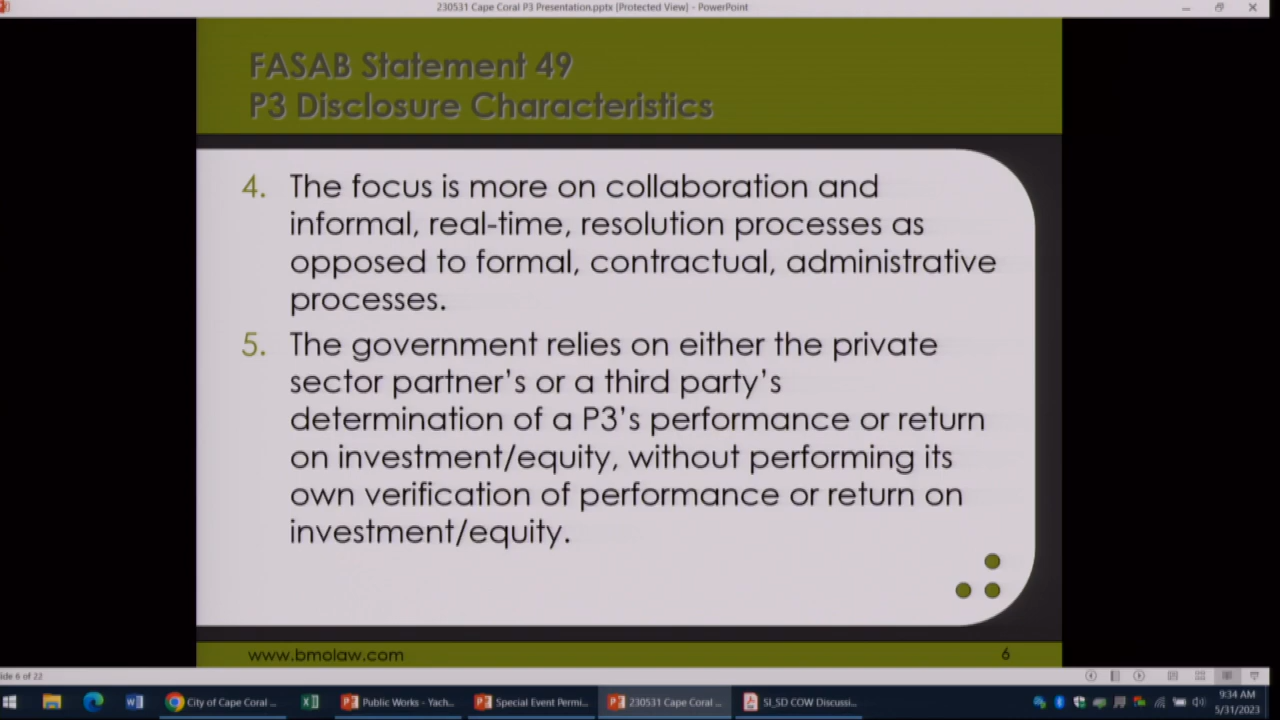 230531 Cape Coral P3 Presentation.pptx [Protected View] - PowerPoint
FASAB Statement 49
P3 Disclosure Characteristics
4. The focus is more on collaboration and
informal, real-time, resolution processes as
opposed to formal, contractual, administrative
processes.
5. The government relies on either the private
sector partner's or a third party's
determination of a P3's performance or return
on investment/equity, without performing its
own verification of performance or return on
investment/equity.
www.bmolaw.com
6
lide 6 of 22
City of Cape Coral ...
Public Works - Yach...
Special Event Permi...
230531 Cape Coral ...
SI_SD COW Discussi...
9:34 AM
5/31/2023